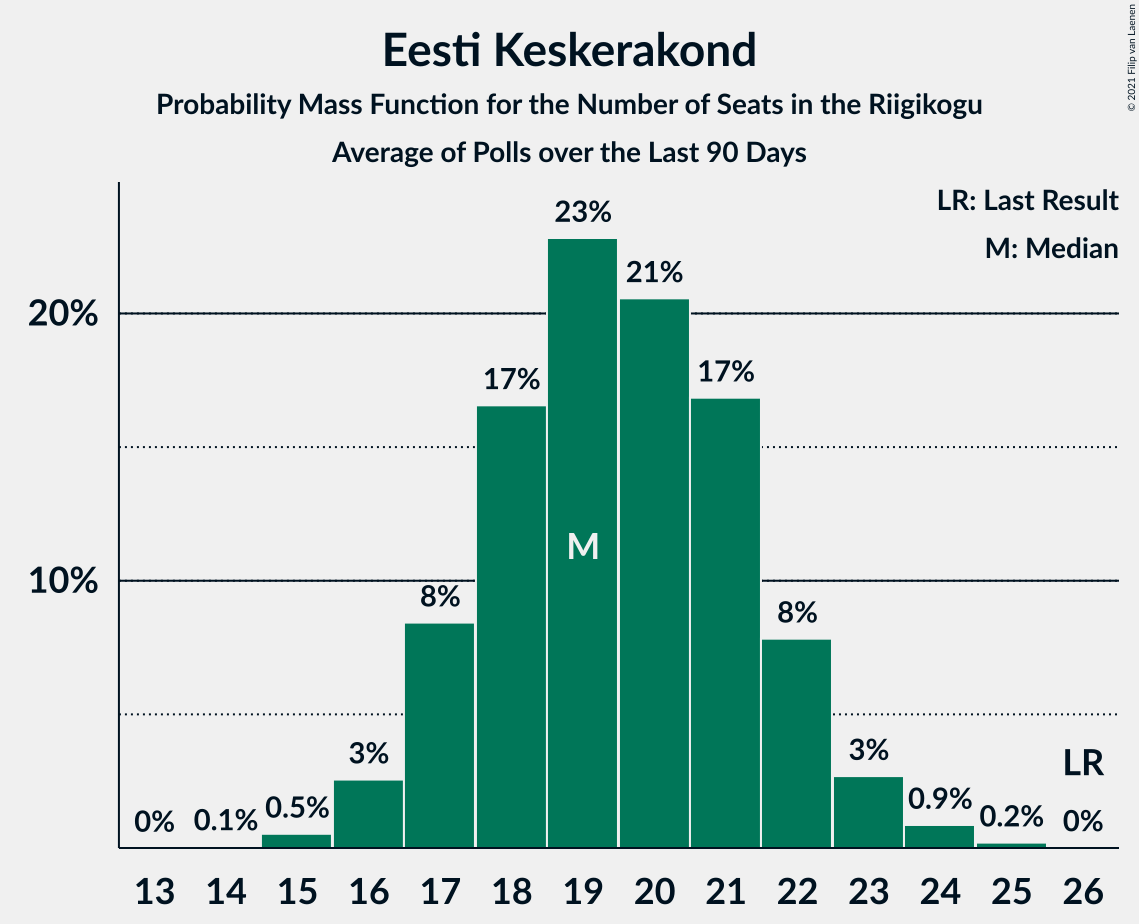 Eesti Keskerakond
Probability Mass Function for the Number of Seats in the Riigikogu
Average of Polls over the Last 90 Days
© 2021 Filip van Laenen
LR: Last Result
M: Median
20%
10%
0%
0.1%
0.5%
3%
8%
17%
23%
21%
17%
8%
3%
0.9%
0.2%
0%
M
LR
13 14 15 16 17 18 19 20 21 22 23 24 25 26